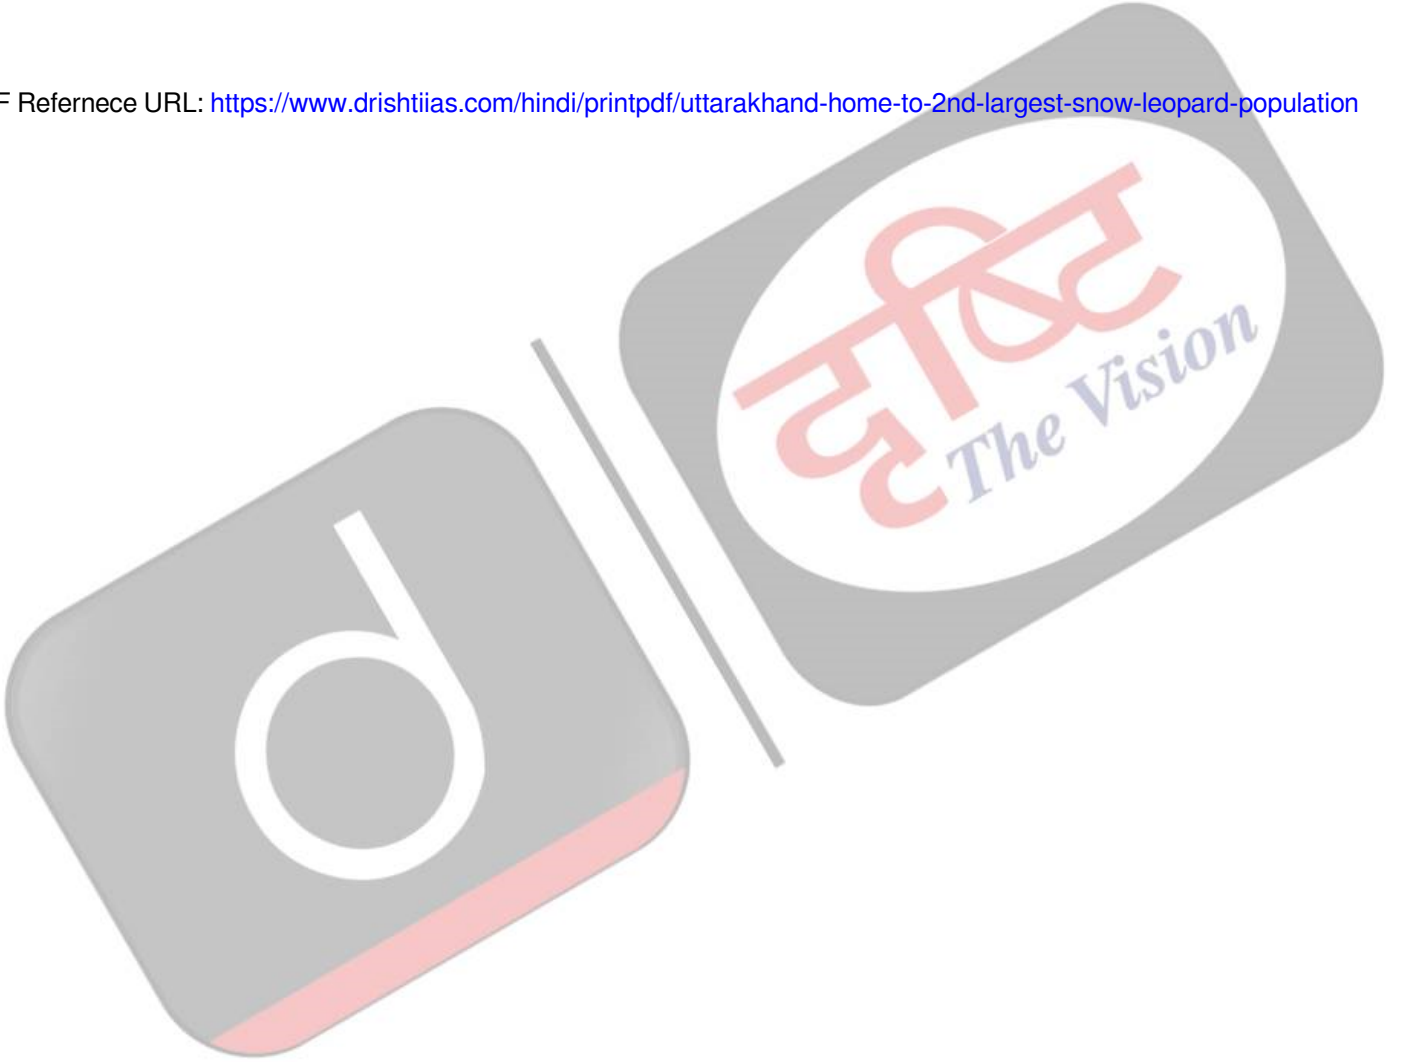 F Refernece URL: https://www.drishtiias.com/hindi/printpdf/uttarakhand-home-to-2nd-largest-snow-leopard-population
दृष्टि
The Vision
d